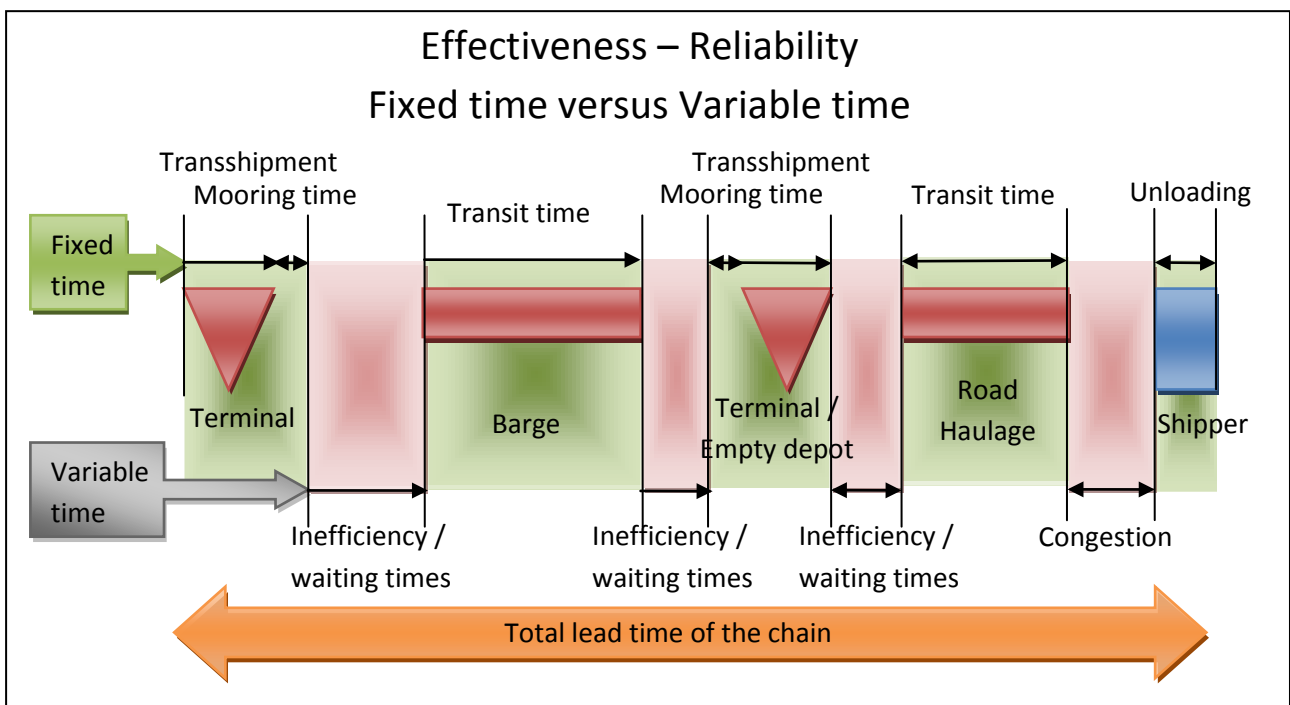 Effectiveness – Reliability
Fixed time versus Variable time
Transshipment
Mooring time
Transit time
Transshipment
Mooring time
Transit time
Unloading
Fixed
time
Terminal
Barge
Terminal /
Empty depot
Road
Haulage
Shipper
Variable
time
Inefficiency /
waiting times
Inefficiency /
waiting times
Inefficiency /
waiting times
Congestion
Total lead time of the chain